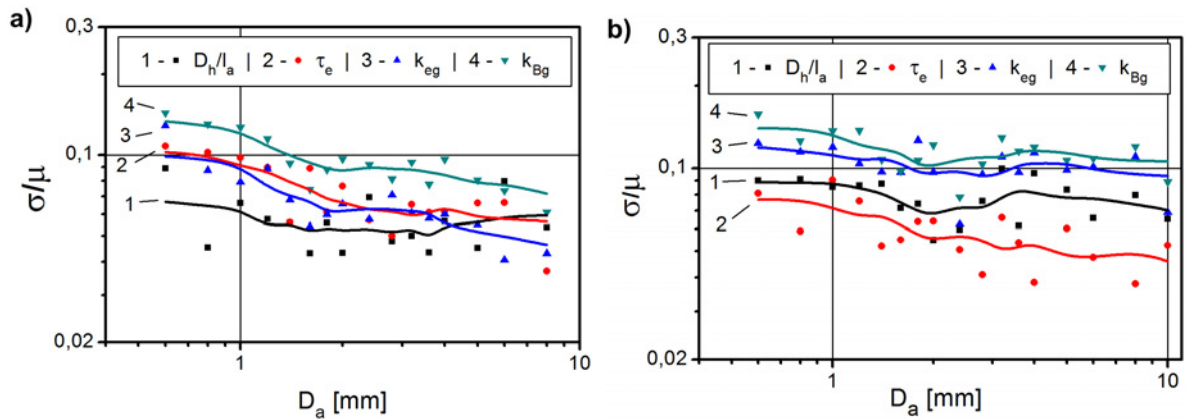 a)
0,3
1 - D_h/l_a | 2 - τ_e | 3 - k_eg | 4 - k_Bg
4
3
2
1
0,1
σ/μ
0,02
1
10
D_a [mm]
b)
0,3
1 - D_h/l_a | 2 - τ_e | 3 - k_eg | 4 - k_Bg
4
3
1
2
0,1
σ/μ
0,02
1
10
D_a [mm]